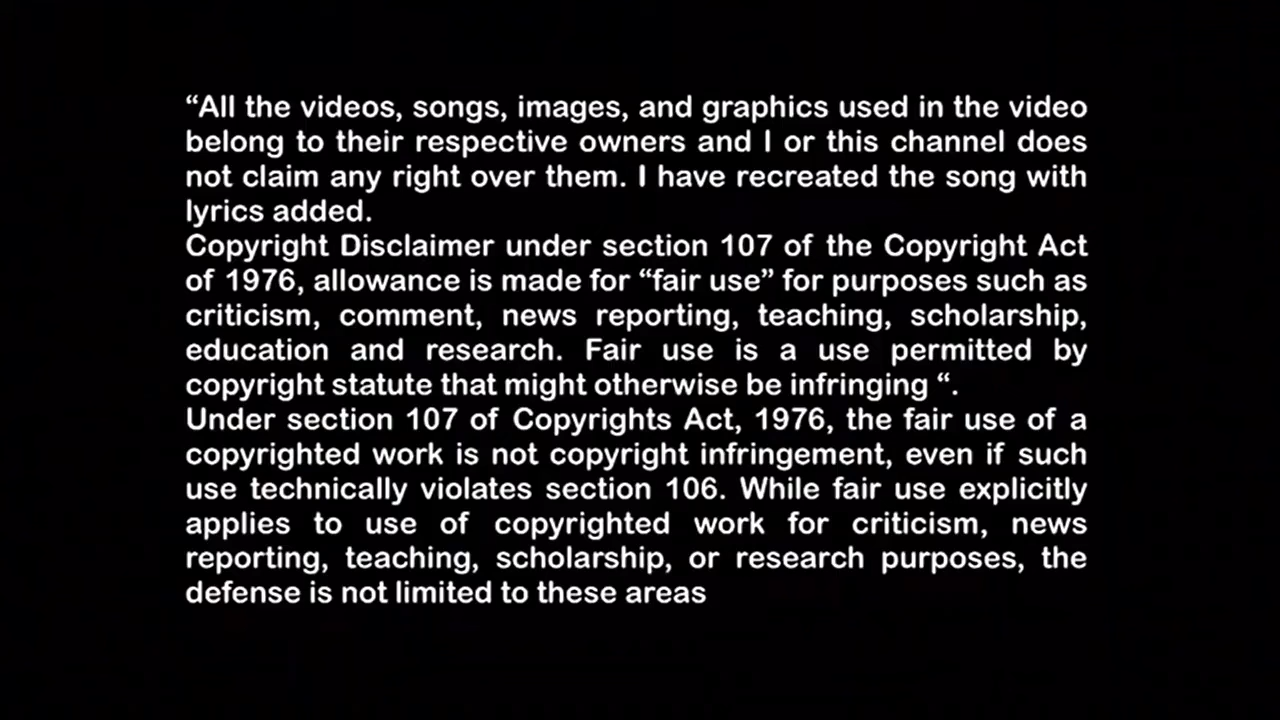 “All the videos, songs, images, and graphics used in the video
belong to their respective owners and I or this channel does
not claim any right over them. I have recreated the song with
lyrics added.
Copyright Disclaimer under section 107 of the Copyright Act
of 1976, allowance is made for “fair use” for purposes such as
criticism, comment, news reporting, teaching, scholarship,
education and research. Fair use is a use permitted by
copyright statute that might otherwise be infringing “.
Under section 107 of Copyrights Act, 1976, the fair use of a
copyrighted work is not copyright infringement, even if such
use technically violates section 106. While fair use explicitly
applies to use of copyrighted work for criticism, news
reporting, teaching, scholarship, or research purposes, the
defense is not limited to these areas